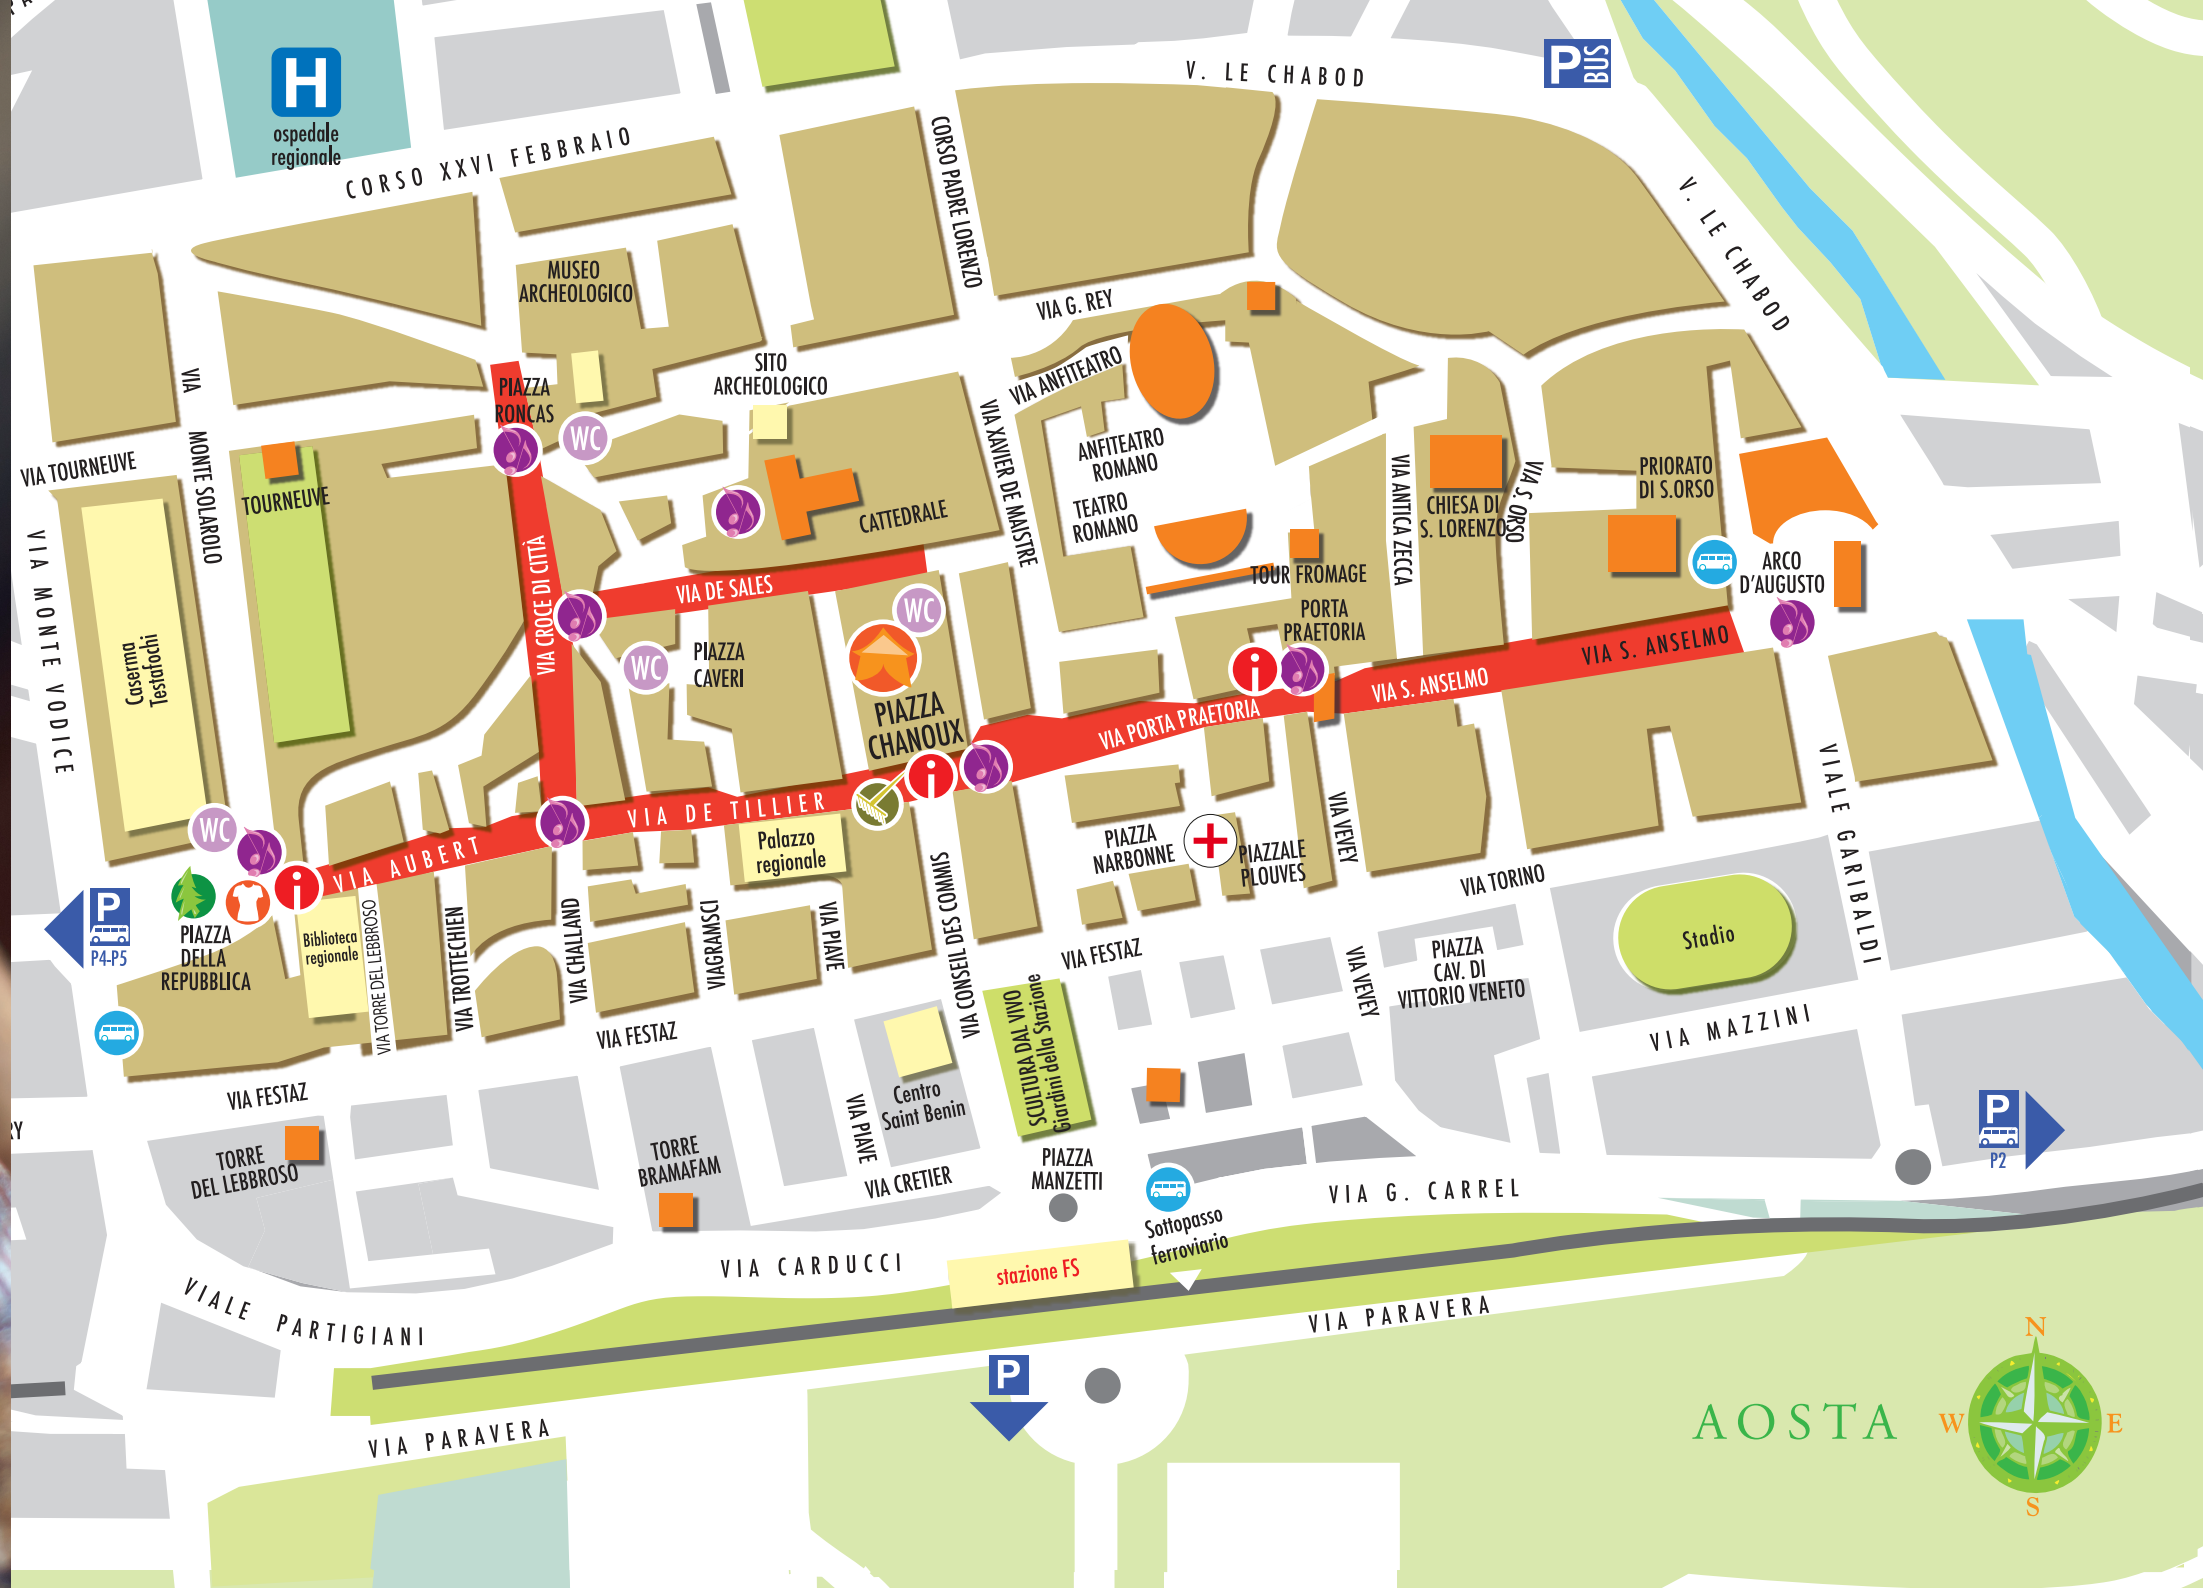 H
ospedale
regionale
CORSO XXVI FEBBRAIO
V. LE CHABOD
P BUS
CORSO PADRE LORENZO
V. LE CHABOD
MUSEO
ARCHEOLOGICO
VIA G. REY
VIA ANFITEATRO
SITO
ARCHEOLOGICO
PIAZZA
RONCAS
WC
VIA MONTE SOLAROLO
VIA TOURNEUVE
TOURNEUVE
VIA XAVIER DE MAISTRE
ANFITEATRO
ROMANO
TEATRO
ROMANO
VIA ANTICA ZECCA
CHIESA DI
S. LORENZO
VIA S. ORSO
PRIORATO
DI S.ORSO
CATTEDRALE
ARCO
D'AUGUSTO
TOUR FROMAGE
PORTA
PRAETORIA
VIA MONTE VODICE
Caserma
Testafochi
VIA CROCE DI CITTÀ
VIA DE SALES
WC
WC
PIAZZA
CAVERI
PIAZZA
CHANOUX
i
VIA S. ANSELMO
VIA S. ANSELMO
VIA PORTA PRAETORIA
i
VIA DE TILLIER
Palazzo
regionale
VIA AUBERT
WC
i
P
P4-P5
PIAZZA
DELLA
REPUBBLICA
Biblioteca
regionale
VIA TORRE DEL LEBBROSO
VIA TROTTECHIEN
VIA CHALLAND
VIAGRAMSCI
VIA PIAVE
VIA CONSEIL DES COMMIS
PIAZZA
NARBONNE
PIAZZALE
PLOUVES
VIA VEVEY
VIA TORINO
VIALE GARIBALDI
Stadio
VIA FESTAZ
VIA VEVEY
PIAZZA
CAV. DI
VITTORIO VENETO
VIA MAZZINI
VIA FESTAZ
VIA FESTAZ
SCULTURA DAL VIVO
Giardini della Stazione
Centro
Saint Benin
VIA PIAVE
TORRE
DEL LEBBROSO
TORRE
BRAMAFAM
VIA CRETIER
PIAZZA
MANZETTI
P
P2
VIA G. CARREL
Sottopasso
ferroviario
VIA CARDUCCI
stazione FS
VIALE PARTIGIANI
VIA PARAVERA
P
VIA PARAVERA
AOSTA
N
W
E
S